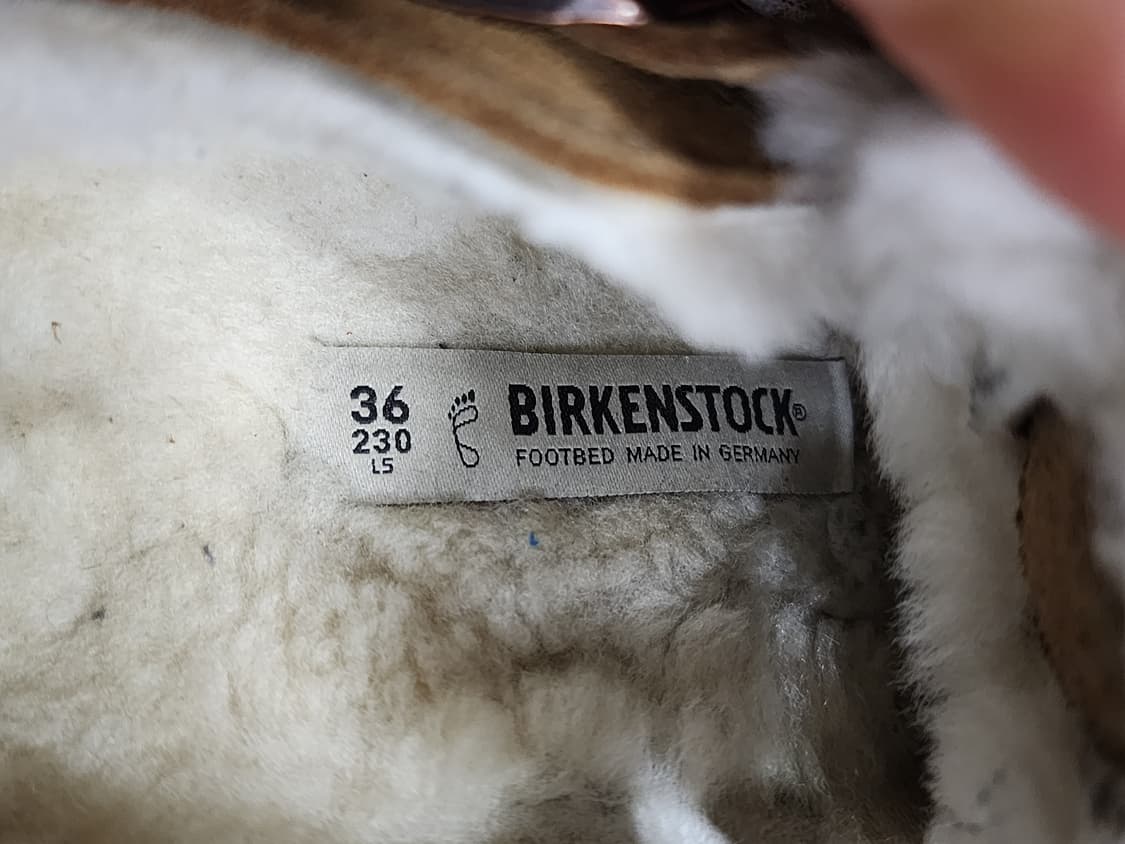 36
230
L5
BIRKENSTOCK®
FOOTBED MADE IN GERMANY